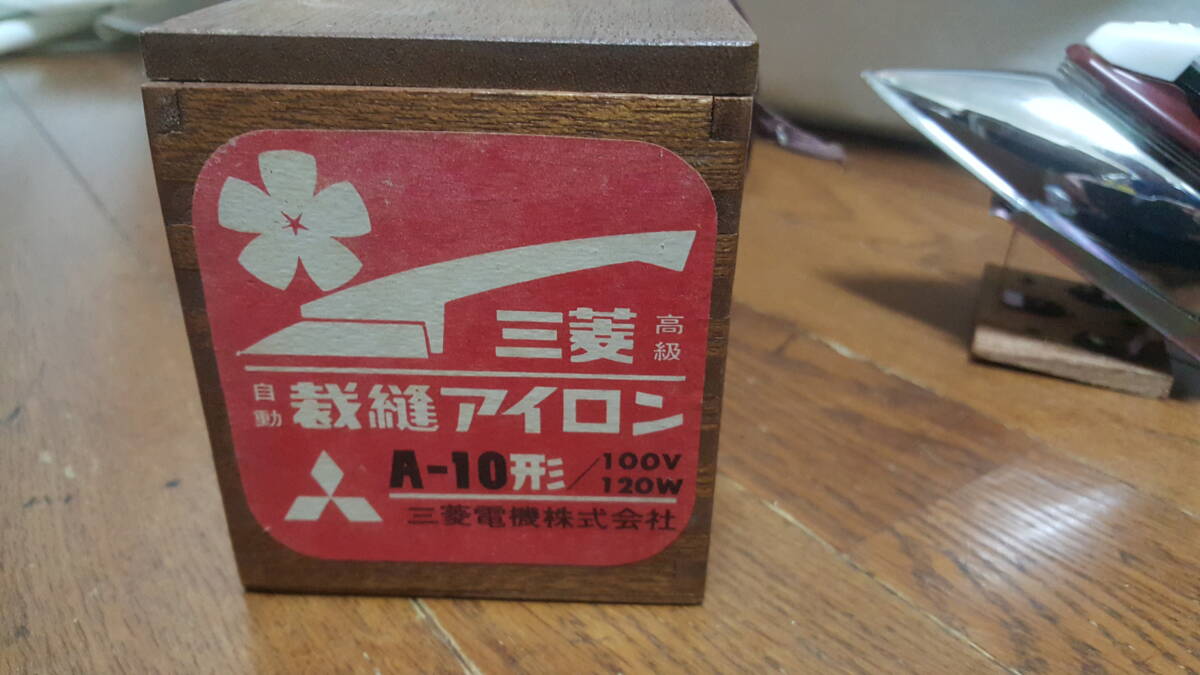 三菱 高級
自動 裁縫アイロン
A-10形/100V 120W
三菱電機株式会社